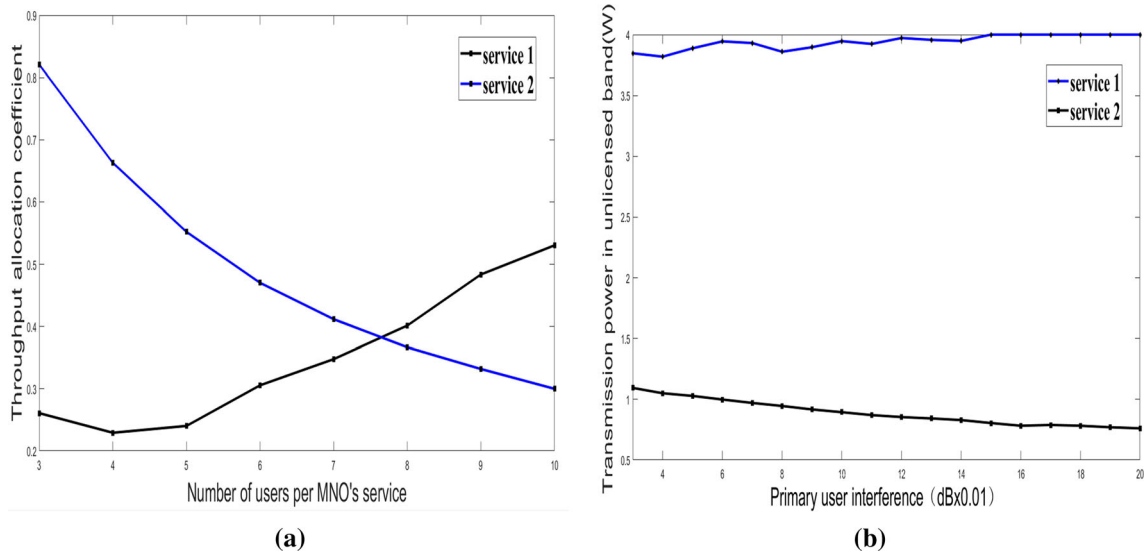 0.9
0.8
0.7
0.6
0.5
0.4
0.3
0.2
3 4 5 6 7 8 9 10
Throughput allocation coefficient
Number of users per MNO's service
service 1
service 2
(a)
4
3.5
3
2.5
2
1.5
1
0.5
4 6 8 10 12 14 16 18 20
Transmission power in unlicensed band(W)
Primary user interference（dBx0.01）
service 1
service 2
(b)